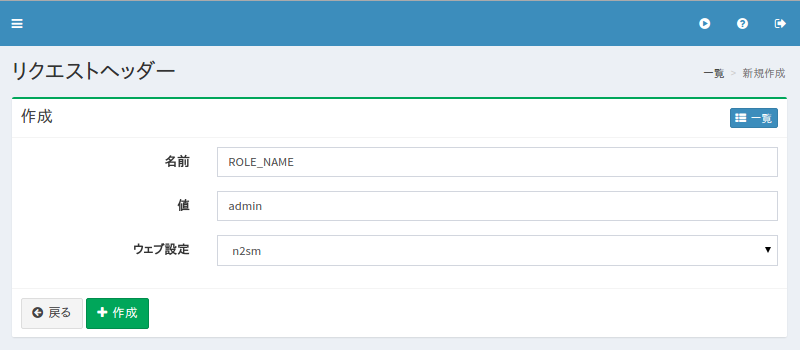 リクエストヘッダー
一覧 > 新規作成
作成
一覧
名前 ROLE_NAME
値 admin
ウェブ設定 n2sm
戻る 作成